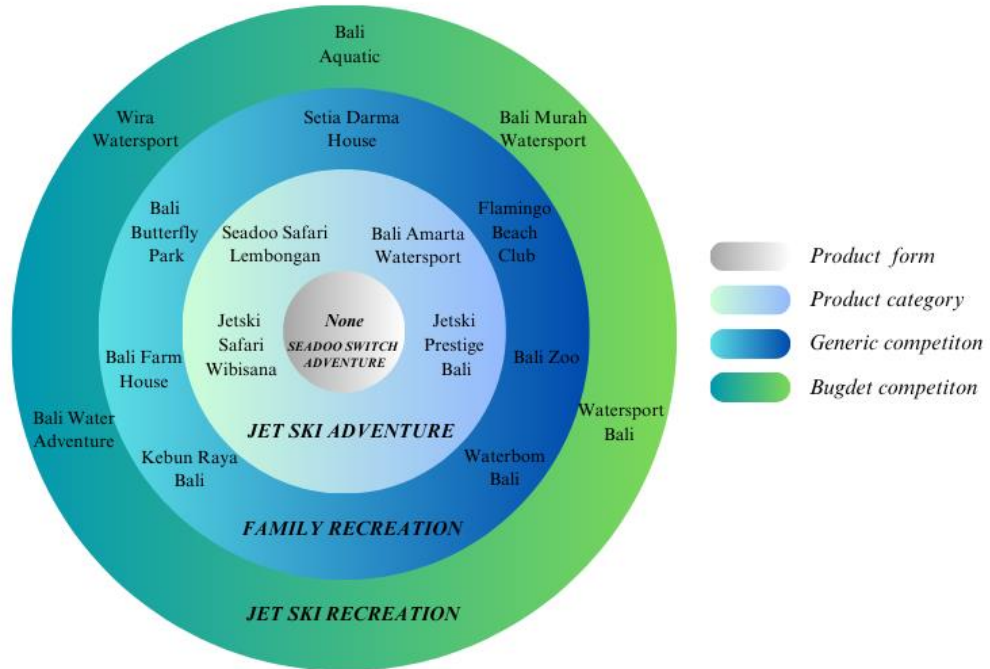 Bali
Aquatic
Wira
Watersport
Bali Murah
Watersport
Setia Darma
House
Bali
Butterfly
Park
Flamingo
Beach
Club
Seadoo Safari
Lembongan
Bali Amarta
Watersport
Jetski
Safari
Wibisana
None
SEADOO SWITCH
ADVENTURE
Jetski
Prestige
Bali
Bali Farm
House
Bali Zoo
Bali Water
Adventure
Watersport
Bali
JET SKI ADVENTURE
Kebun Raya
Bali
Waterbom
Bali
FAMILY RECREATION
JET SKI RECREATION
Product form
Product category
Generic competiton
Bugdet competiton